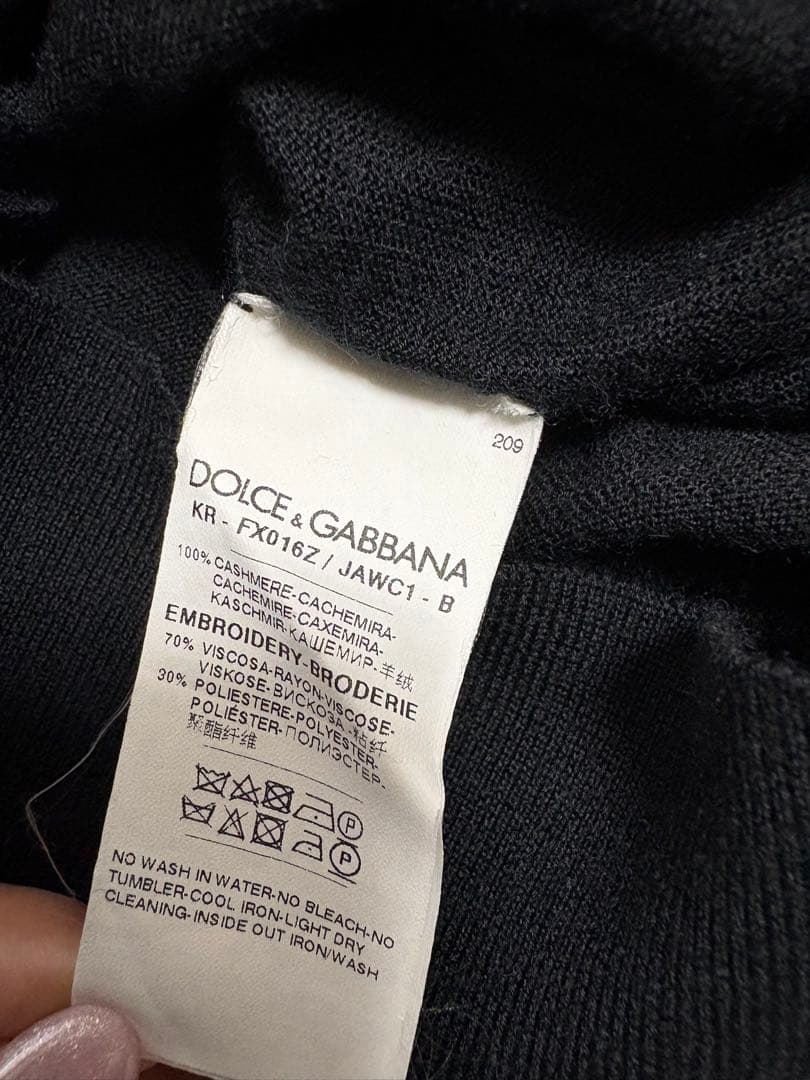 209
DOLCE & GABBANA
KR - FX016Z / JAWC1 - B
100% CASHMERE-CACHEMIRA-
CACHEMIRE-CAXEMIRA-
KASCHMIR-КАШЕМИР-羊绒
EMBROIDERY-BRODERIE
70% VISCOSA-RAYON-VISCOSE-
VISKOSE-ВИСКОЗА-粘纤
30% POLIESTERE-POLYESTER-
POLIÉSTER-ПОЛИЭСТЕР-
聚酯纤维
P
P
NO WASH IN WATER-NO BLEACH-NO
TUMBLER-COOL IRON-LIGHT DRY
CLEANING-INSIDE OUT IRON/WASH